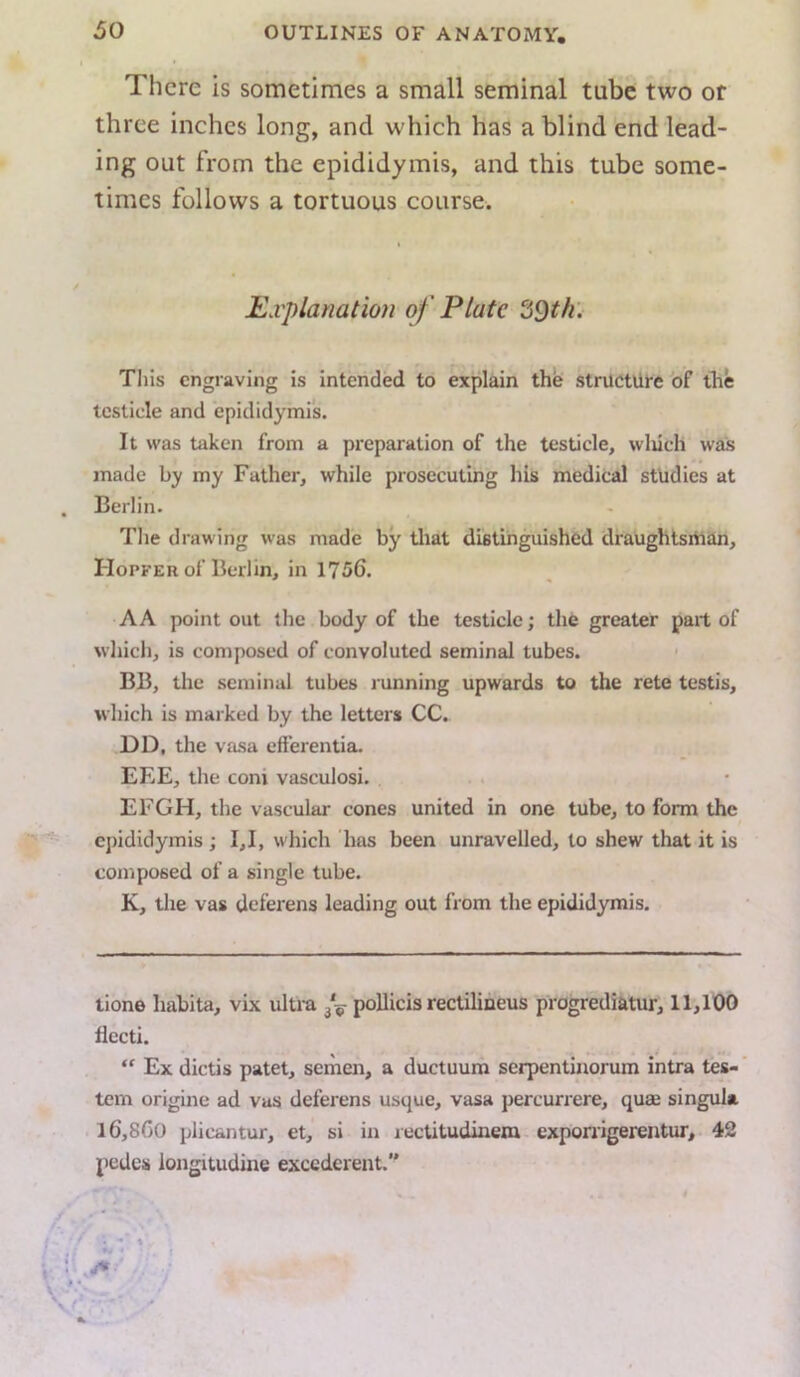 50 OUTLINES OF ANATOMY.
There is sometimes a small seminal tube two or
three inches long, and which has a blind end lead-
ing out from the epididymis, and this tube some-
times follows a tortuous course.
Explanation of Plate 39th.
This engraving is intended to explain the structure of the
testicle and epididymis.
It was taken from a preparation of the testicle, which was
made by my Father, while prosecuting his medical studies at
Berlin.
The drawing was made by that distinguished draughtsman,
HOPFER of Berlin, in 1756.
AA point out the body of the testicle; the greater part of
which, is composed of convoluted seminal tubes.
BB, the seminal tubes running upwards to the rete testis,
which is marked by the letters CC.
DD, the vasa efferentia.
EEE, the coni vasculosi.
EFGH, the vascular cones united in one tube, to form the
epididymis; I,I, which has been unravelled, to shew that it is
composed of a single tube.
K, the vas deferens leading out from the epididymis.
tione habita, vix ultra pollicis rectilineus progrediatur, 11,100
flecti.
“ Ex dictis patet, semen, a ductuum serpentinorum intra tes-
tem origine ad vas deferens usque, vasa percurrere, quæ singula
16,860 plicantur, et, si in rectitudinem exporrigerentur, 42
pedes longitudine excederent.”